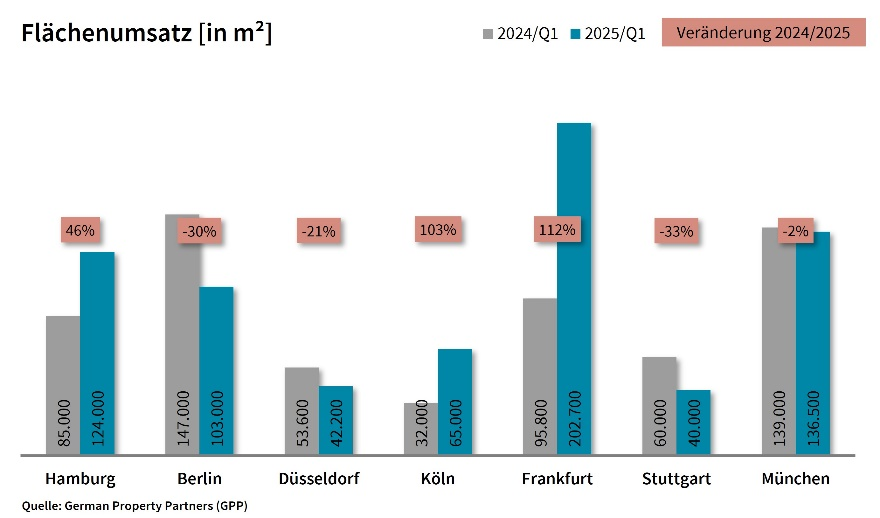 Flächenumsatz [in m²]
2024/Q1 2025/Q1 Veränderung 2024/2025
46% -30% -21% 103% 112% -33% -2%
85.000 124.000 147.000 103.000 53.600 42.200 32.000 65.000 95.800 202.700 60.000 40.000 139.000 136.500
Hamburg Berlin Düsseldorf Köln Frankfurt Stuttgart München
Quelle: German Property Partners (GPP)